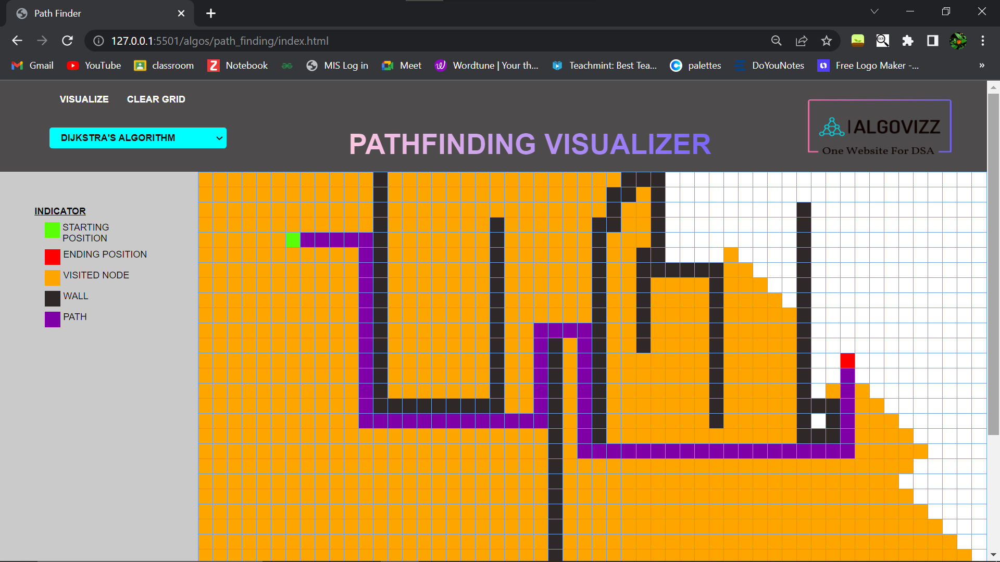 Path Finder
127.0.0.1:5501/algos/path_finding/index.html
Gmail
YouTube
classroom
Notebook
MIS Log in
Meet
Wordtune | Your th...
Teachmint: Best Tea...
palettes
DoYouNotes
Free Logo Maker -...
»
VISUALIZE CLEAR GRID
DIJKSTRA'S ALGORITHM
PATHFINDING VISUALIZER
ALGOVIZZ
One Website For DSA
INDICATOR
STARTING
POSITION
ENDING POSITION
VISITED NODE
WALL
PATH